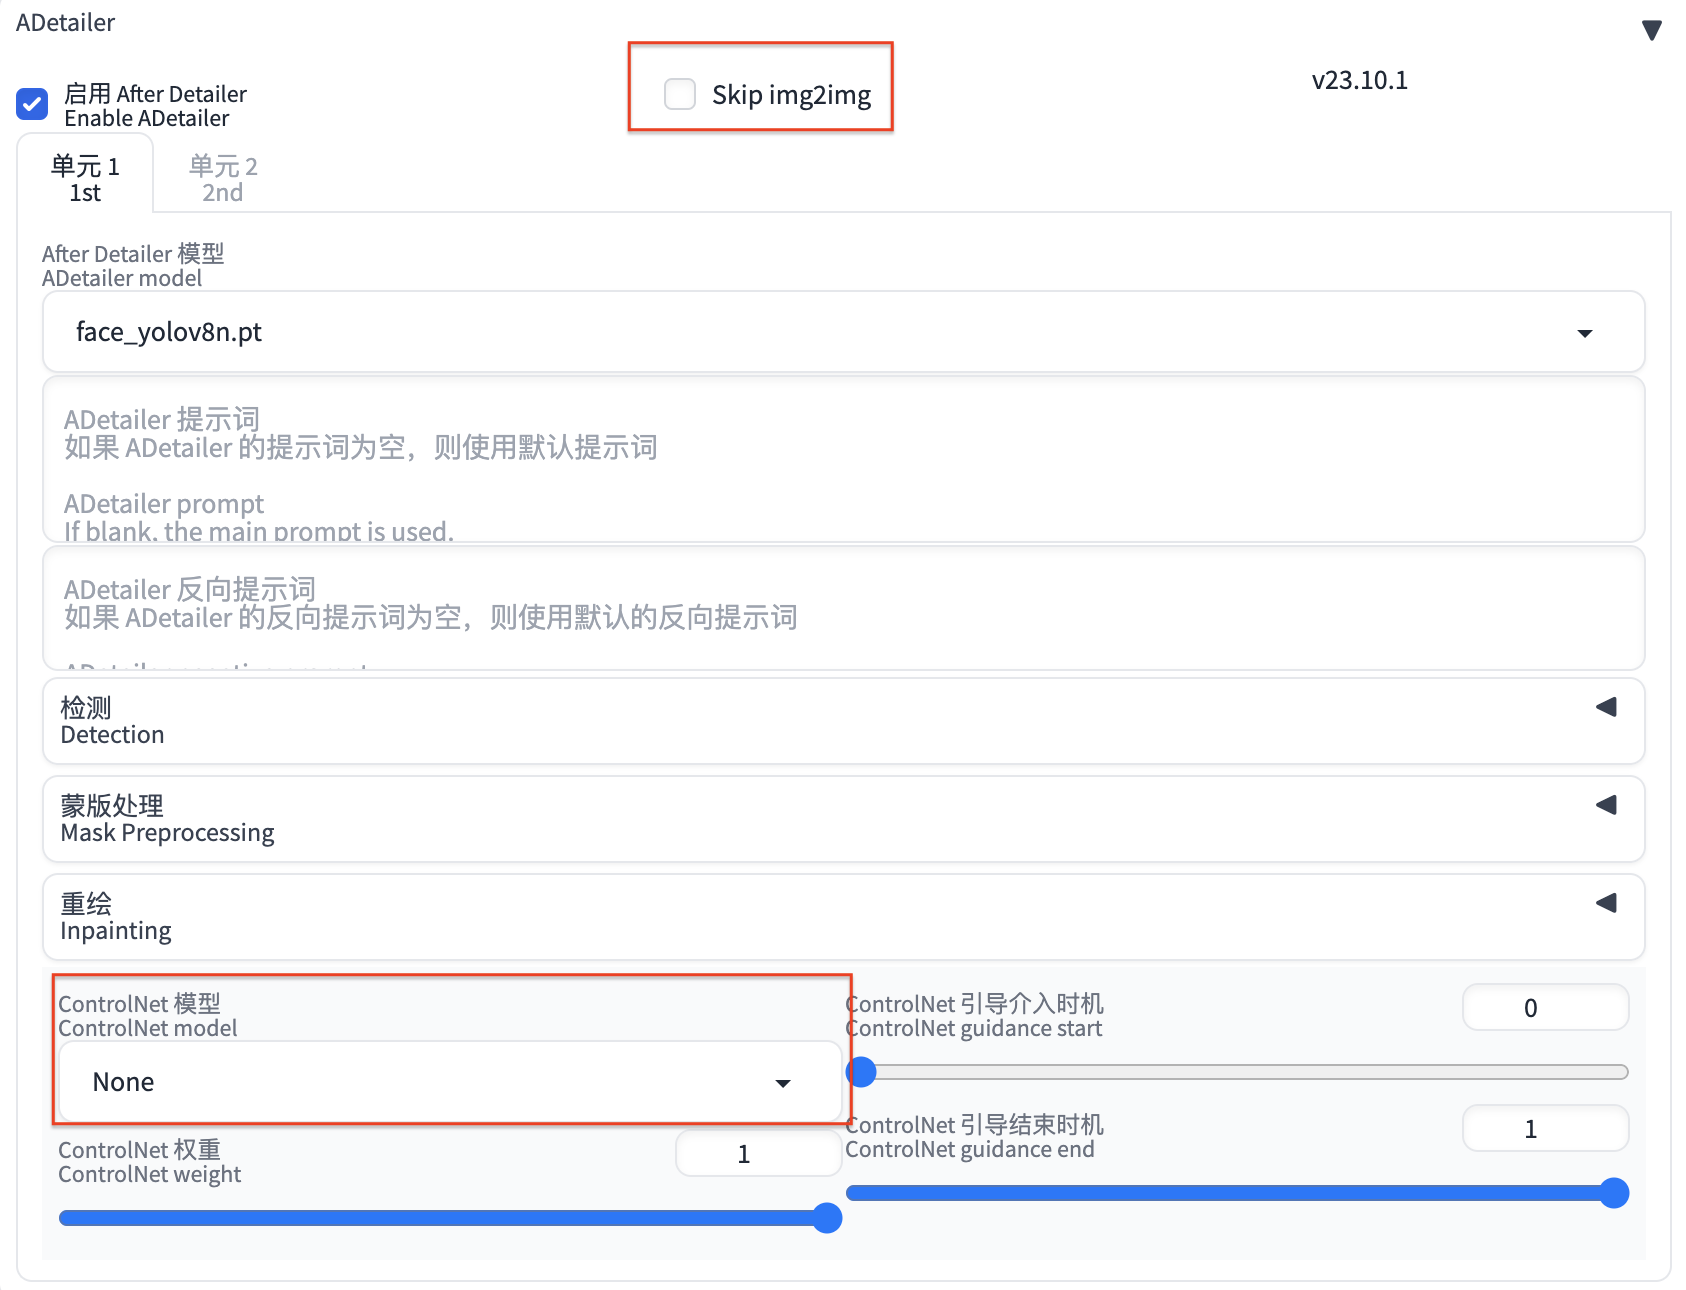 ADetailer
启用 After Detailer
Enable ADetailer
Skip img2img
v23.10.1
单元 1
1st
单元 2
2nd
After Detailer 模型
ADetailer model
face_yolov8n.pt
ADetailer 提示词
如果 ADetailer 的提示词为空，则使用默认提示词
ADetailer prompt
If blank, the main prompt is used.
ADetailer 反向提示词
如果 ADetailer 的反向提示词为空，则使用默认的反向提示词
ADetailer negative prompt
检测
Detection
蒙版处理
Mask Preprocessing
重绘
Inpainting
ControlNet 模型
ControlNet model
None
ControlNet 权重
ControlNet weight
1
ControlNet 引导介入时机
ControlNet guidance start
0
ControlNet 引导结束时机
ControlNet guidance end
1